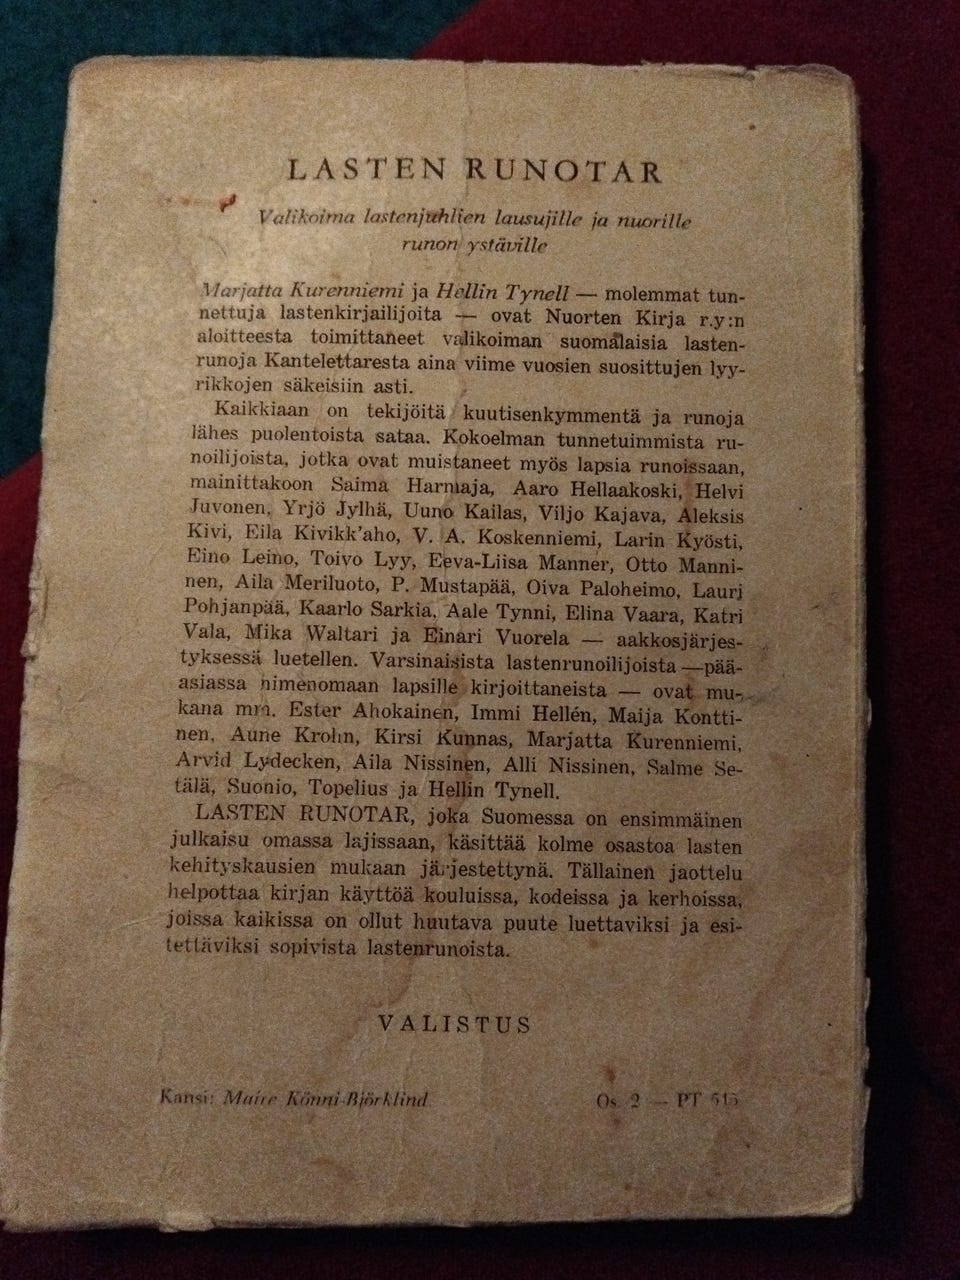 LASTEN RUNOTAR
Valikoima lastenjuhlien lausujille ja nuorille
runon ystäville
Marjatta Kurenniemi ja Hellin Tynell — molemmat tun-
nettuja lastenkirjailijoita — ovat Nuorten Kirja r.y:n
aloitteesta toimittaneet valikoiman suomalaisia lasten-
runoja Kantelettaresta aina viime vuosien suosittujen lyy-
rikkojen säkeisiin asti.
Kaikkiaan on tekijöitä kuutisenkymmentä ja runoja
lähes puolentoista sataa. Kokoelman tunnetuimmista ru-
noilijoista, jotka ovat muistaneet myös lapsia runoissaan,
mainittakoon Saima Harmaja, Aaro Hellaakoski, Helvi
Juvonen, Yrjö Jylhä, Uuno Kailas, Viljo Kajava, Aleksis
Kivi, Eila Kivikk'aho, V. A. Koskenniemi, Larin Kyösti,
Eino Leino, Toivo Lyy, Eeva-Liisa Manner, Otto Manni-
nen, Aila Meriluoto, P. Mustapää, Oiva Paloheimo, Lauri
Pohjanpää, Kaarlo Sarkia, Aale Tynni, Elina Vaara, Katri
Vala, Mika Waltari ja Einari Vuorela — aakkosjärjes-
tyksessä luetellen. Varsinaisista lastenrunoilijoista — pää-
asiassa nimenomaan lapsille kirjoittaneista — ovat mu-
kana mm. Ester Ahokainen, Immi Hellén, Maija Kontti-
nen, Aune Krohn, Kirsi Kunnas, Marjatta Kurenniemi,
Arvid Lydecken, Aila Nissinen, Alli Nissinen, Salme Se-
tälä, Suonio, Topelius ja Hellin Tynell.
LASTEN RUNOTAR, joka Suomessa on ensimmäinen
julkaisu omassa lajissaan, käsittää kolme osastoa lasten
kehityskausien mukaan järjestettynä. Tällainen jaottelu
helpottaa kirjan käyttöä kouluissa, kodeissa ja kerhoissa,
joissa kaikissa on ollut huutava puute luettaviksi ja esi-
tettäviksi sopivista lastenrunoista.
VALISTUS
Kansi: Maire Könni-Björklind
Os. 2 — PT 515